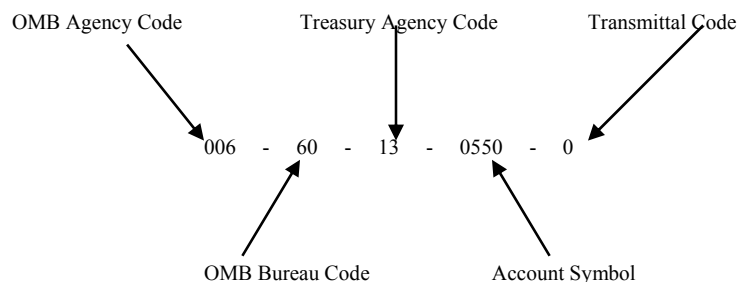 OMB Agency Code Treasury Agency Code Transmittal Code
006 - 60 - 13 - 0550 - 0
OMB Bureau Code Account Symbol